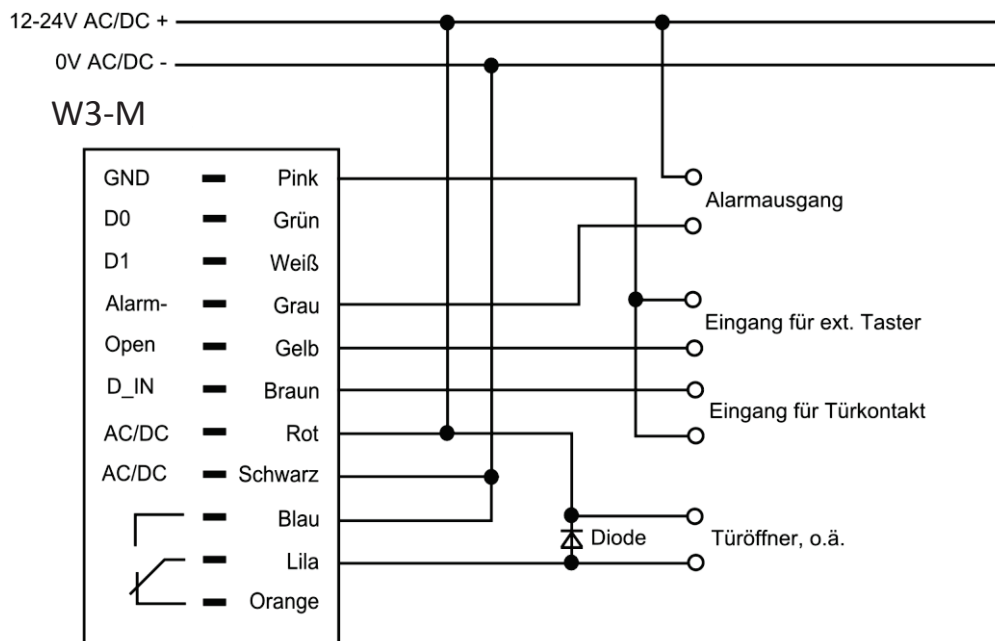 12-24V AC/DC +
0V AC/DC -
W3-M
GND Pink
D0 Grün
D1 Weiß
Alarm- Grau
Open Gelb
D_IN Braun
AC/DC Rot
AC/DC Schwarz
Blau
Lila
Orange
Alarmausgang
Eingang für ext. Taster
Eingang für Türkontakt
Diode
Türöffner, o.ä.